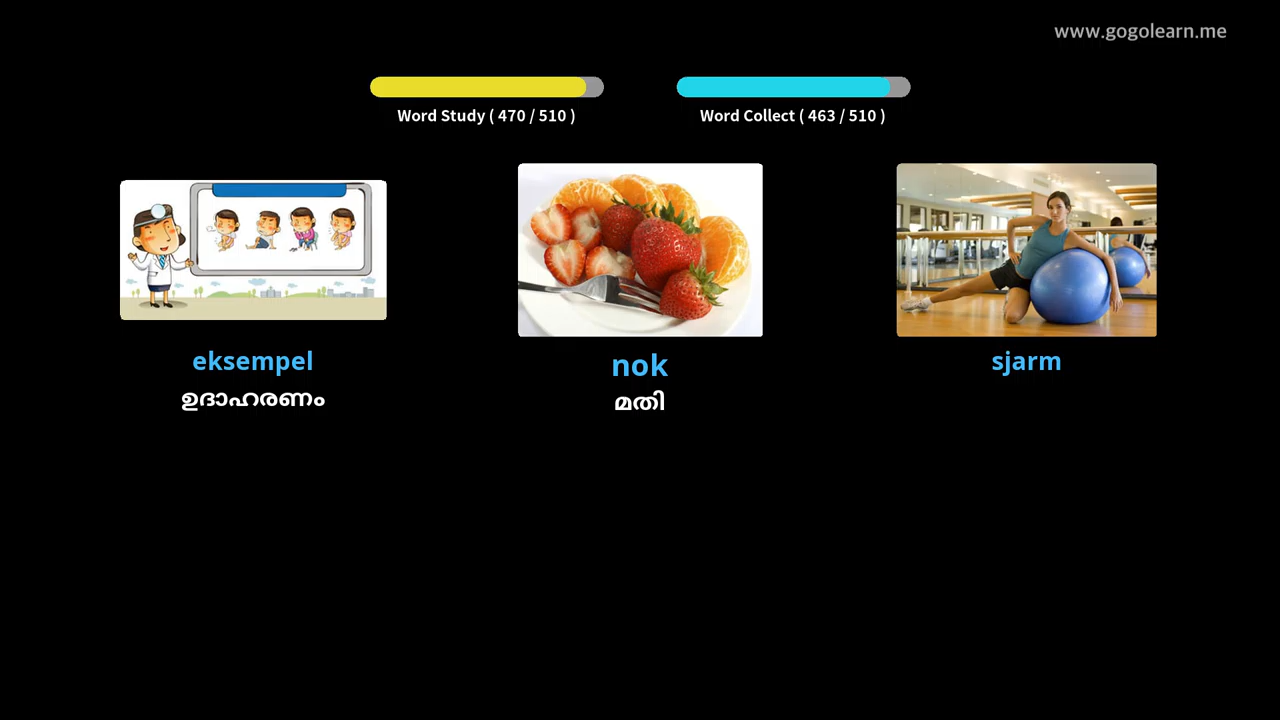 www.gogolearn.me
Word Study ( 470 / 510 )
Word Collect ( 463 / 510 )
eksempel
ഉദാഹരണം
nok
മതി
sjarm